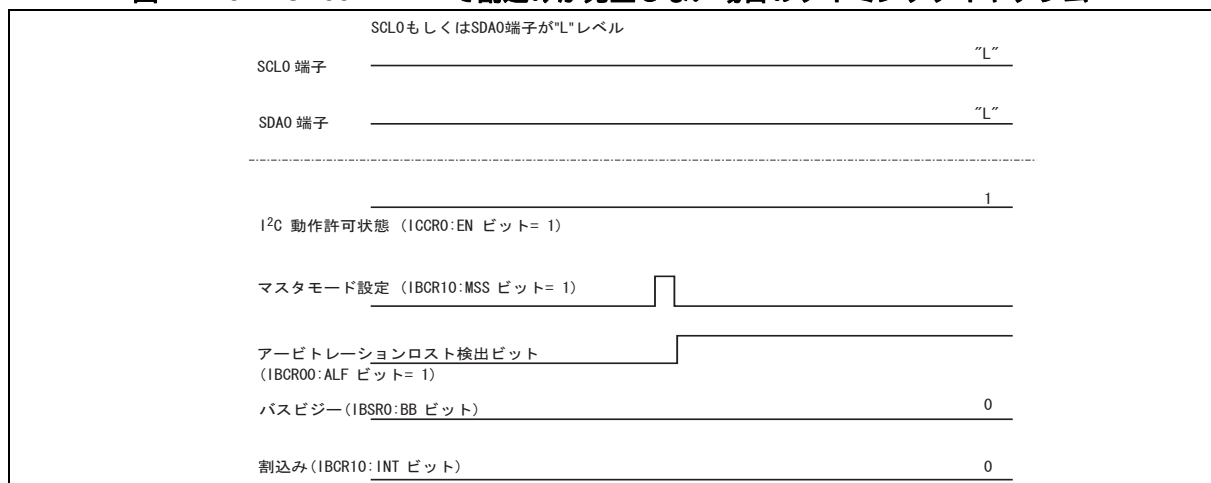 SCL0もしくはSDA0端子が"L"レベル
"L"
SCL0 端子
"L"
SDA0 端子
1
I²C 動作許可状態 (ICCR0:EN ビット= 1)
マスタモード設定 (IBCR10:MSS ビット= 1)
アービトレーションロスト検出ビット
(IBCR00:ALF ビット= 1)
バスビジー(IBSR0:BB ビット)
0
割込み(IBCR10:INT ビット)
0